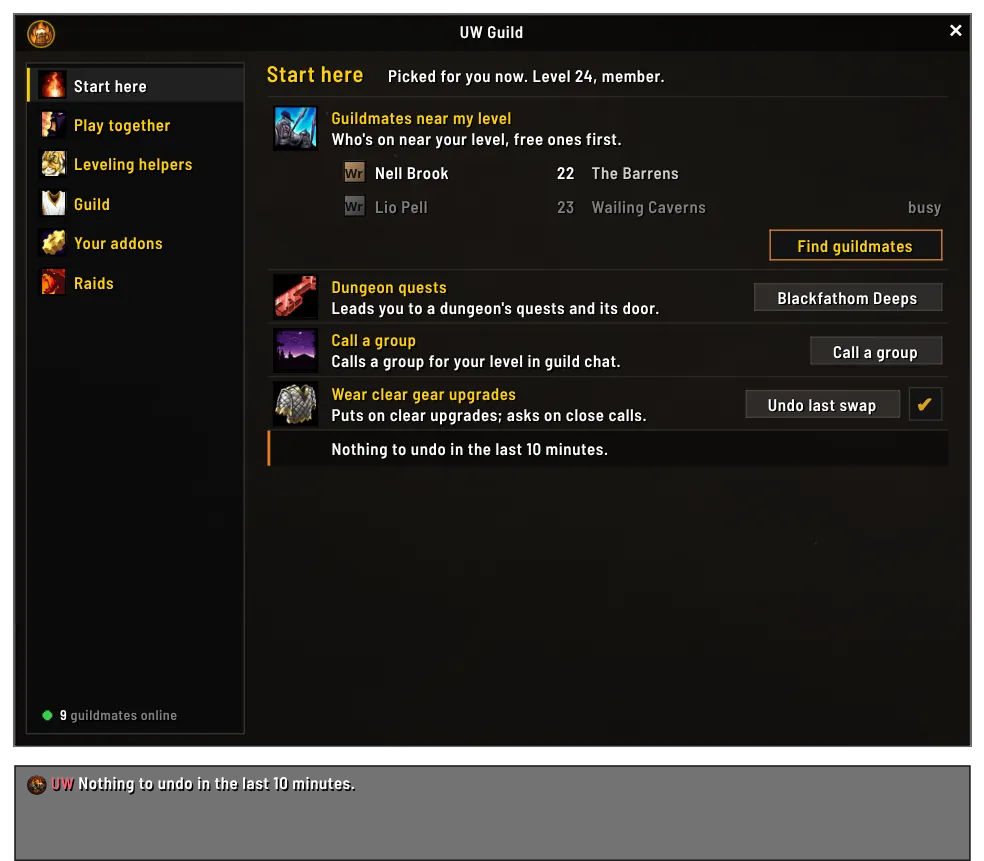 UW Guild
Start here
Play together
Leveling helpers
Guild
Your addons
Raids
9 guildmates online
Start here Picked for you now. Level 24, member.
Guildmates near my level
Who's on near your level, free ones first.
Wr Nell Brook 22 The Barrens
Wr Lio Pell 23 Wailing Caverns busy
Find guildmates
Dungeon quests
Leads you to a dungeon's quests and its door.
Blackfathom Deeps
Call a group
Calls a group for your level in guild chat.
Call a group
Wear clear gear upgrades
Puts on clear upgrades; asks on close calls.
Undo last swap
Nothing to undo in the last 10 minutes.
UW Nothing to undo in the last 10 minutes.